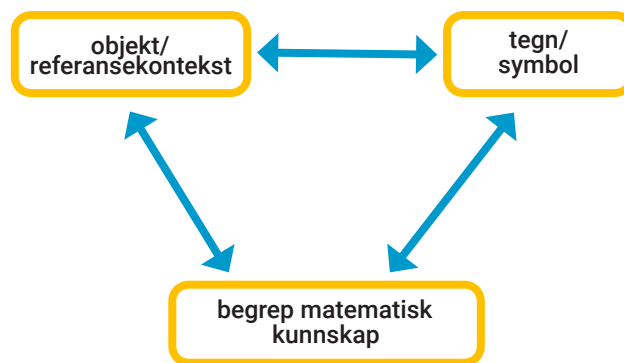 objekt/
referansekontekst
tegn/
symbol
begrep matematisk
kunnskap